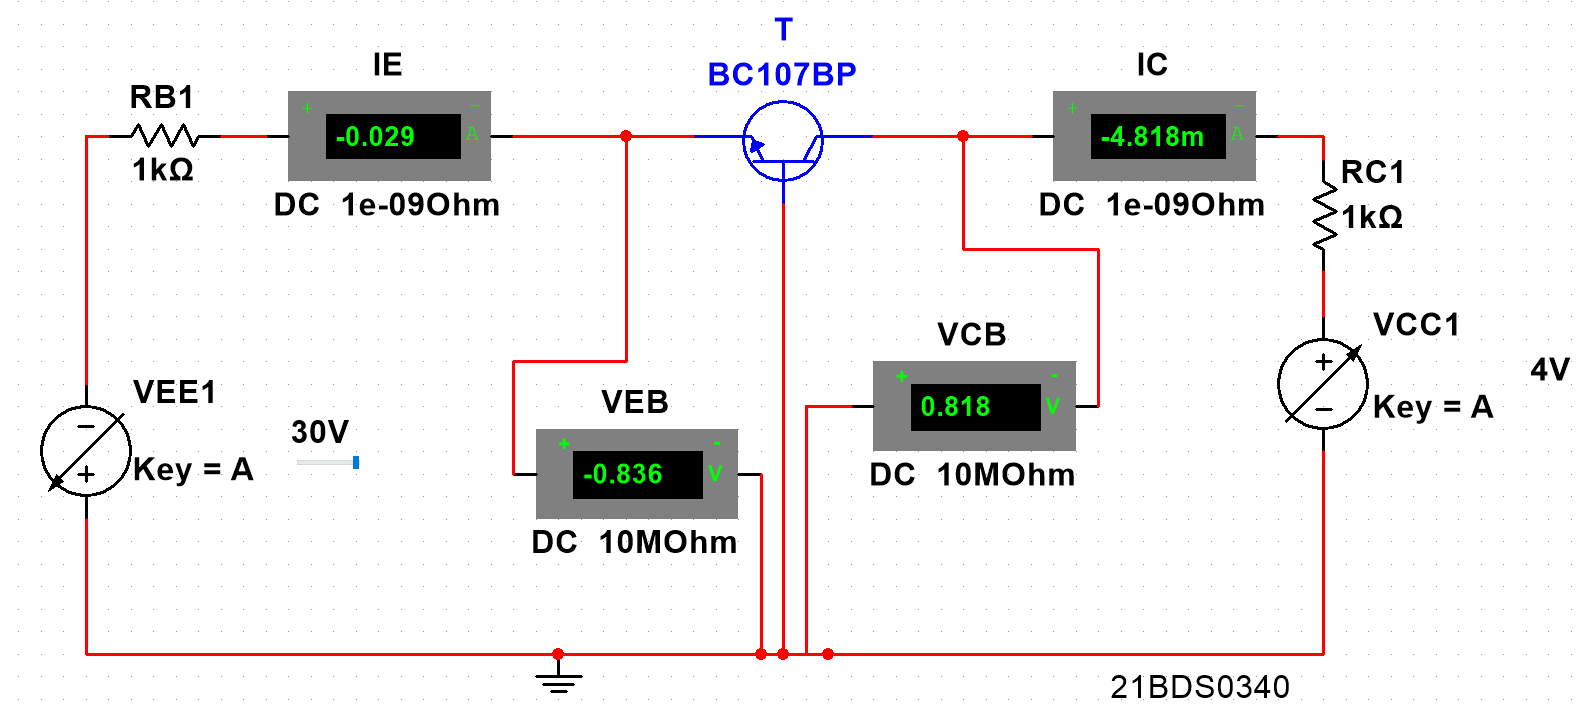 T
BC107BP
IE
IC
RB1
+
−
-0.029
A
1kΩ
DC 1e-09Ohm
+
−
-4.818m
A
DC 1e-09Ohm
RC1
1kΩ
VEE1
−
+
Key = A
30V
VEB
+
-
-0.836
V
DC 10MOhm
VCB
+
-
0.818
V
DC 10MOhm
VCC1
+
−
Key = A
4V
21BDS0340